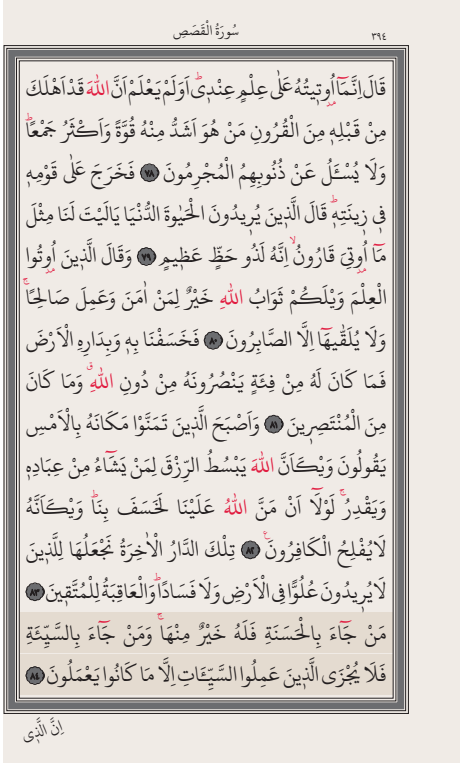 سُورَةُ الْقَصَصِ
٣٩٤
قَالَ اِنَّمَٓا اُو۫ت۪يتُهُ عَلٰى عِلْمٍ عِنْد۪يۜ اَوَلَمْ يَعْلَمْ اَنَّ اللّٰهَ قَدْ اَهْلَكَ
مِنْ قَبْلِه۪ مِنَ الْقُرُونِ مَنْ هُوَ اَشَدُّ مِنْهُ قُوَّةً وَاَكْثَرُ جَمْعًاۜ
وَلَا يُسْـَٔلُ عَنْ ذُنُوبِهِمُ الْمُجْرِمُونَ ﴿٧٨﴾ فَخَرَجَ عَلٰى قَوْمِه۪
ف۪ي ز۪ينَتِه۪ۜ قَالَ الَّذ۪ينَ يُر۪يدُونَ الْحَيٰوةَ الدُّنْيَا يَالَيْتَ لَنَا مِثْلَ
مَٓا اُو۫تِيَ قَارُونُۙ اِنَّهُ لَذُو حَظٍّ عَظ۪يمٍ ﴿٧٩﴾ وَقَالَ الَّذ۪ينَ اُو۫تُوا
الْعِلْمَ وَيْلَكُمْ ثَوَابُ اللّٰهِ خَيْرٌ لِمَنْ اٰمَنَ وَعَمِلَ صَالِحًاۚ
وَلَا يُلَقّٰيهَٓا اِلَّا الصَّابِرُونَ ﴿٨٠﴾ فَخَسَفْنَا بِه۪ وَبِدَارِهِ الْاَرْضَ
فَمَا كَانَ لَهُ مِنْ فِئَةٍ يَنْصُرُونَهُ مِنْ دُونِ اللّٰهِۗ وَمَا كَانَ
مِنَ الْمُنْتَصِر۪ينَ ﴿٨١﴾ وَاَصْبَحَ الَّذ۪ينَ تَمَنَّوْا مَكَانَهُ بِالْاَمْسِ
يَقُولُونَ وَيْكَاَنَّ اللّٰهَ يَبْسُطُ الرِّزْقَ لِمَنْ يَشَٓاءُ مِنْ عِبَادِه۪
وَيَقْدِرُۚ لَوْلَٓا اَنْ مَنَّ اللّٰهُ عَلَيْنَا لَخَسَفَ بِنَاۜ وَيْكَاَنَّهُ
لَا يُفْلِحُ الْكَافِرُونَ۟ ﴿٨٢﴾ تِلْكَ الدَّارُ الْاٰخِرَةُ نَجْعَلُهَا لِلَّذ۪ينَ
لَا يُر۪يدُونَ عُلُوًّا فِي الْاَرْضِ وَلَا فَسَادًاۜ وَالْعَاقِبَةُ لِلْمُتَّق۪ينَ ﴿٨٣﴾
مَنْ جَٓاءَ بِالْحَسَنَةِ فَلَهُ خَيْرٌ مِنْهَاۚ وَمَنْ جَٓاءَ بِالسَّيِّئَةِ
فَلَا يُجْزَى الَّذ۪ينَ عَمِلُوا السَّيِّـَٔاتِ اِلَّا مَا كَانُوا يَعْمَلُونَ ﴿٨٤﴾
اِنَّ الَّذ۪ي